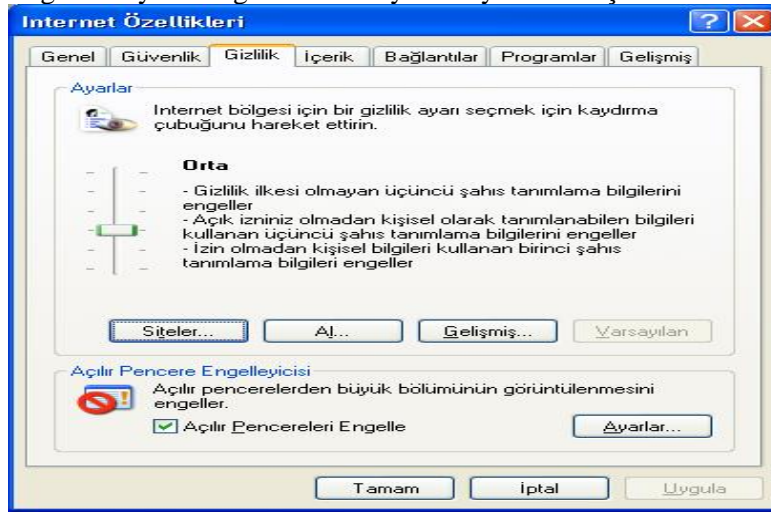 Internet Özellikleri
Genel Güvenlik Gizlilik İçerik Bağlantılar Programlar Gelişmiş
Ayarlar
Internet bölgesi için bir gizlilik ayarı seçmek için kaydırma
çubuğunu hareket ettirin.
Orta
- Gizlilik ilkesi olmayan üçüncü şahıs tanımlama bilgilerini
engeller
- Açık izniniz olmadan kişisel olarak tanımlanabilen bilgileri
kullanan üçüncü şahıs tanımlama bilgilerini engeller
- İzin olmadan kişisel bilgileri kullanan birinci şahıs
tanımlama bilgileri engeller
Siteler... Al... Gelişmiş... Varsayılan
Açılır Pencere Engelleyicisi
Açılır pencerelerden büyük bölümünün görüntülenmesini
engeller.
Açılır Pencereleri Engelle Ayarlar...
Tamam İptal Uygula